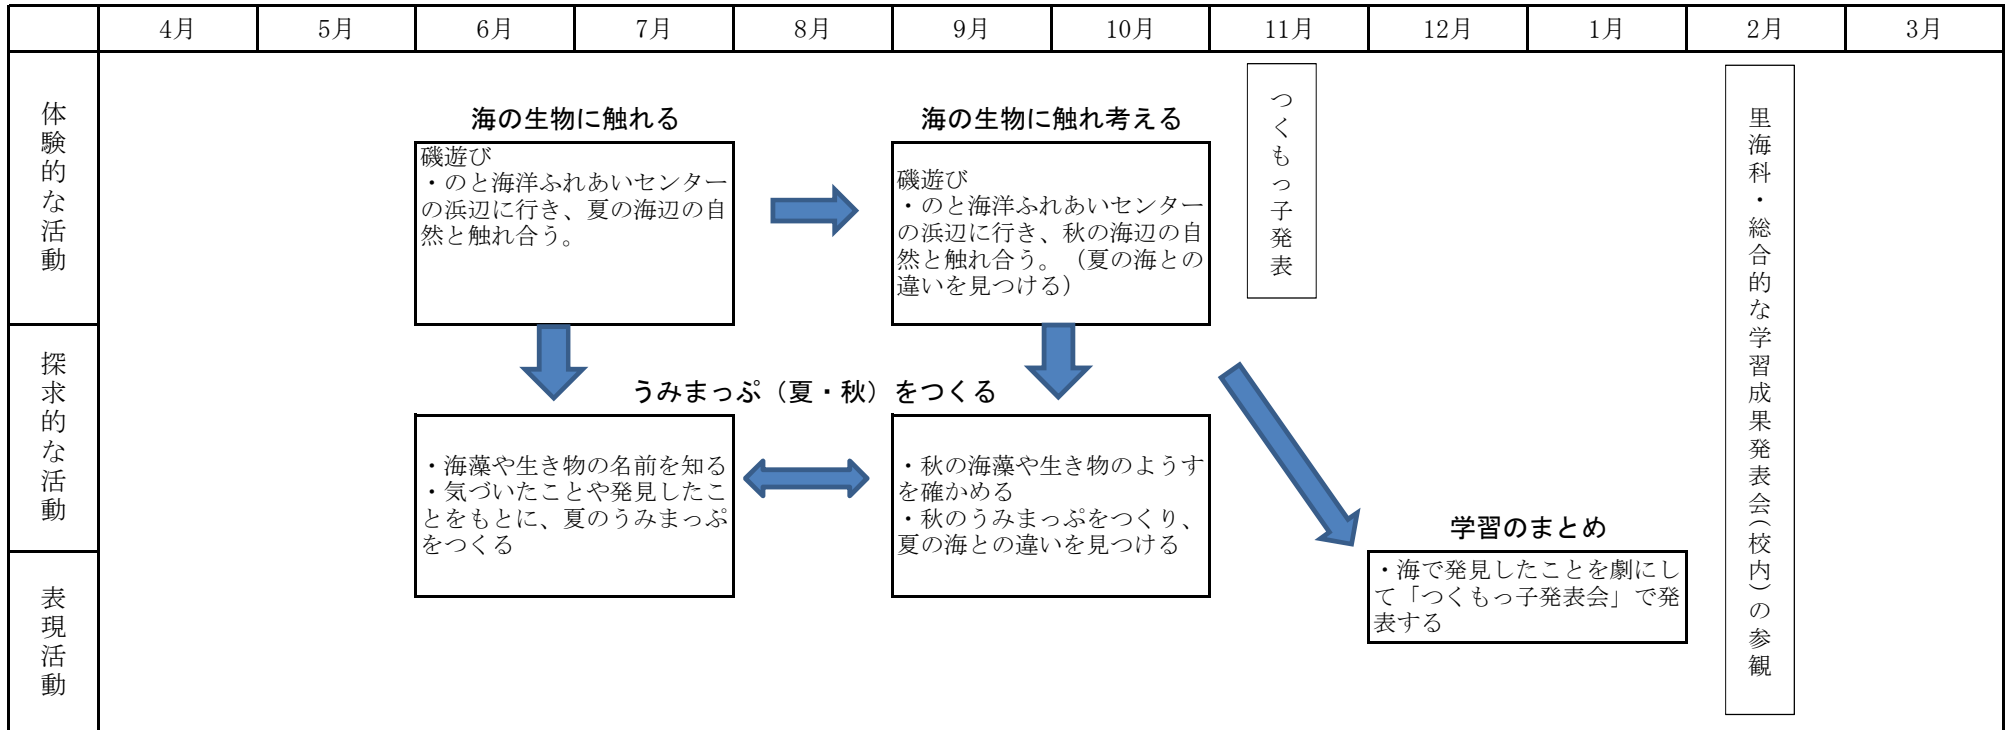 4月 5月 6月 7月 8月 9月 10月 11月 12月 1月 2月 3月
体験的な活動
海の生物に触れる
磯遊び
・のと海洋ふれあいセンター
の浜辺に行き、夏の海辺の自
然と触れ合う。
海の生物に触れ考える
磯遊び
・のと海洋ふれあいセンター
の浜辺に行き、秋の海辺の自
然と触れ合う。（夏の海との
違いを見つける）
つくもっ子発表
里海科・総合的な学習成果発表会(校内)の参観
探求的な活動
うみまっぷ（夏・秋）をつくる
・海藻や生き物の名前を知る
・気づいたことや発見したこ
とをもとに、夏のうみまっぷ
をつくる
・秋の海藻や生き物のようす
を確かめる
・秋のうみまっぷをつくり、
夏の海との違いを見つける
表現活動
学習のまとめ
・海で発見したことを劇にし
て「つくもっ子発表会」で発
表する